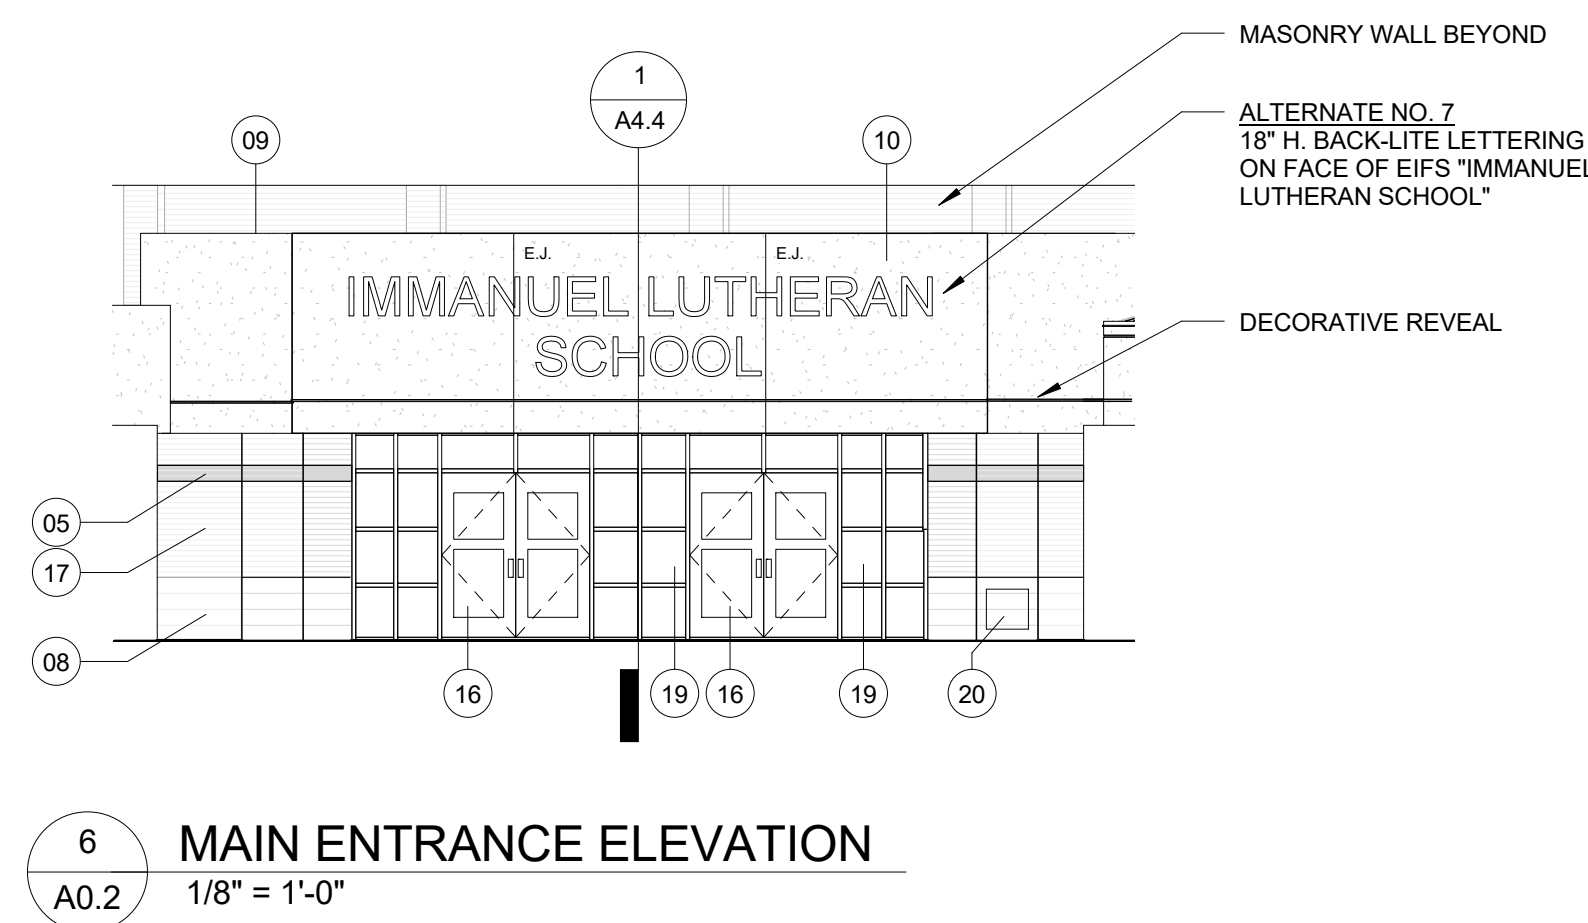 MASONRY WALL BEYOND
1
A4.4
ALTERNATE NO. 7
18" H. BACK-LITE LETTERING
ON FACE OF EIFS "IMMANUEL
LUTHERAN SCHOOL"
09
10
E.J.
E.J.
IMMANUEL LUTHERAN
SCHOOL
DECORATIVE REVEAL
05
17
08
16
19
16
19
20
6
A0.2
MAIN ENTRANCE ELEVATION
1/8" = 1'-0"